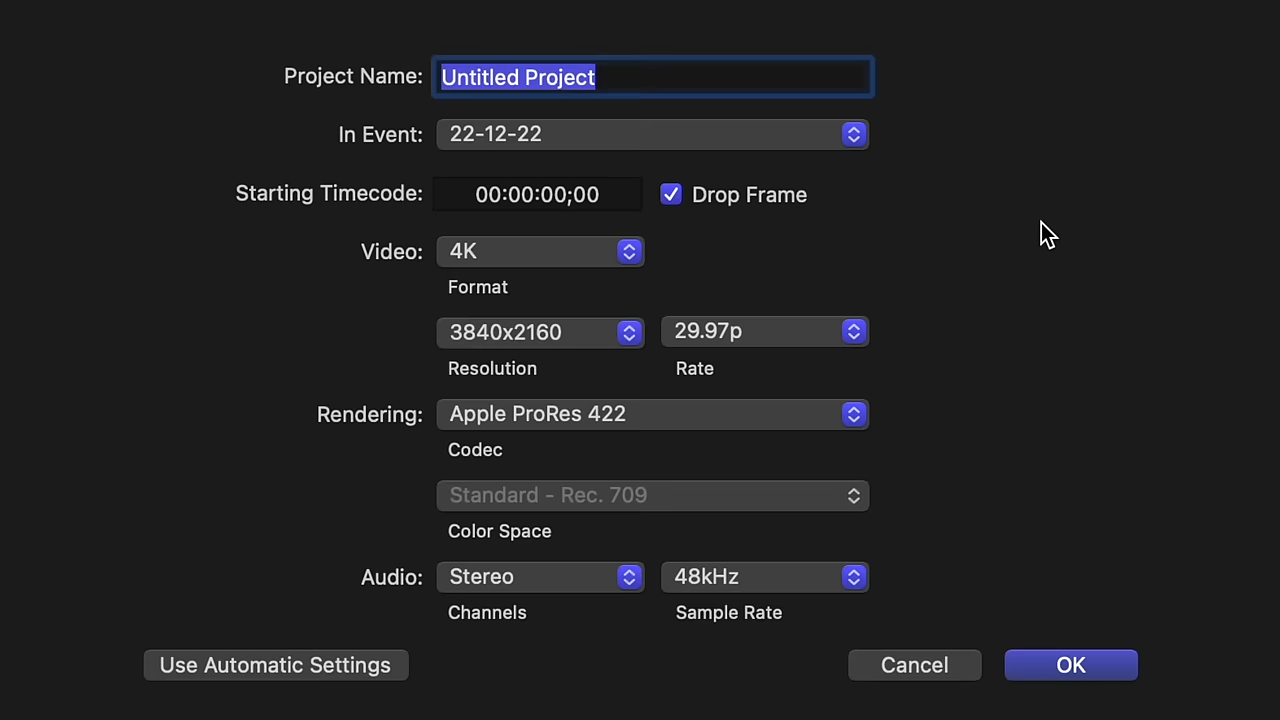 Project Name: Untitled Project
In Event: 22-12-22
Starting Timecode: 00:00:00;00 Drop Frame
Video: 4K
Format
3840x2160 29.97p
Resolution Rate
Rendering: Apple ProRes 422
Codec
Standard - Rec. 709
Color Space
Audio: Stereo 48kHz
Channels Sample Rate
Use Automatic Settings Cancel OK